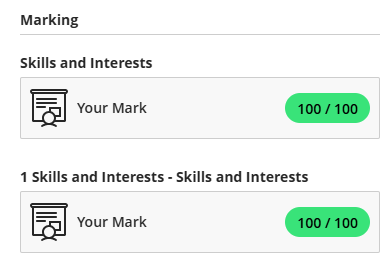 Marking
Skills and Interests
Your Mark
100 / 100
1 Skills and Interests - Skills and Interests
Your Mark
100 / 100